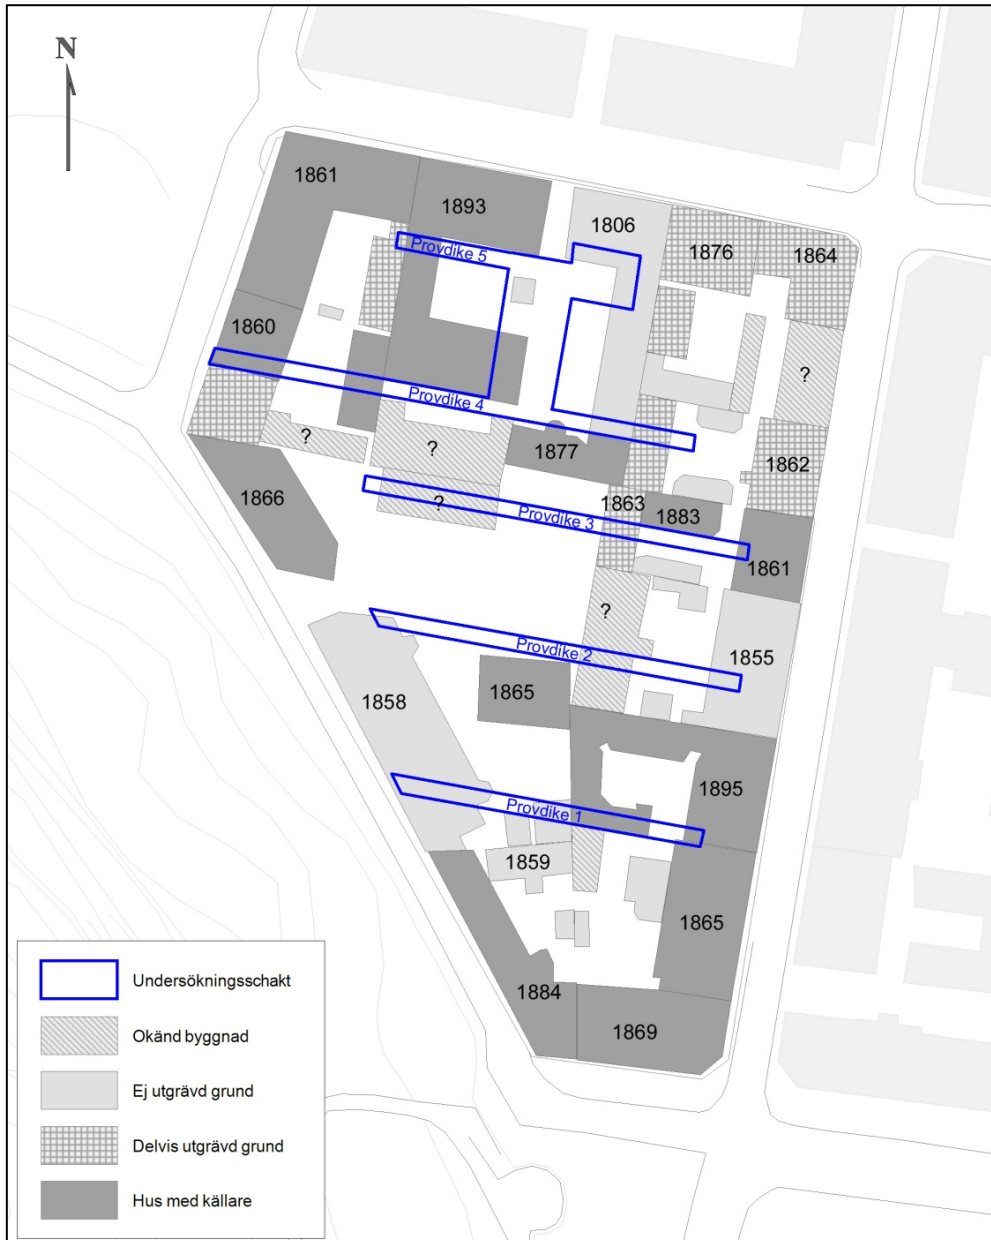 N
1861
1893
1806
1876
1864
Provdike 5
1860
?
Provdike 4
?
?
1877
1862
1866
?
1863
1883
Provdike 3
1861
?
Provdike 2
1855
1865
1858
1895
Provdike 1
1859
1865
1884
1869
Undersökningsschakt
Okänd byggnad
Ej utgrävd grund
Delvis utgrävd grund
Hus med källare